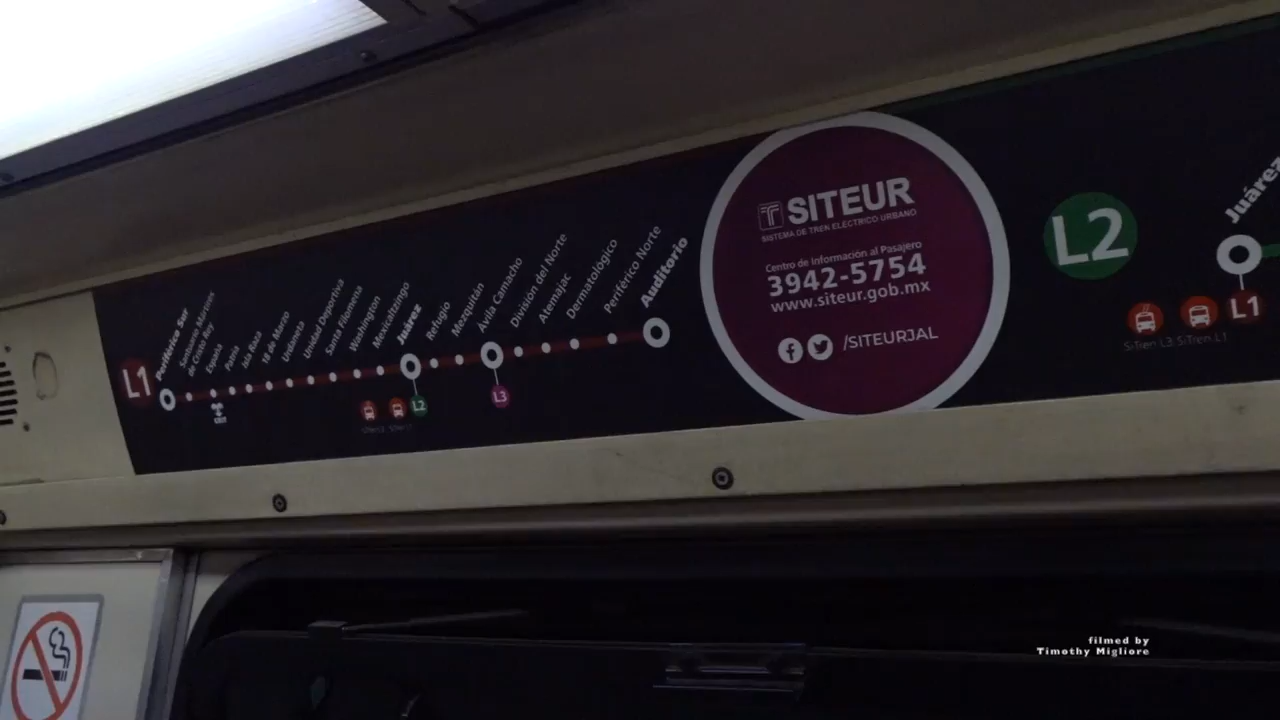 L1
Periférico Sur
Santuario Mártires
de Cristo Rey
España
Patria
Isla Raza
18 de Marzo
Urdaneta
Unidad Deportiva
Santa Filomena
Washington
Mexicaltzingo
Juárez
Refugio
Mezquitán
Ávila Camacho
División del Norte
Atemajac
Dermatológico
Periférico Norte
Auditorio
L2
L3
SITEUR
SISTEMA DE TREN ELÉCTRICO URBANO
Centro de Información al Pasajero
3942-5754
www.siteur.gob.mx
/SITEURJAL
L2
Juárez
L1
SiTren L3 SiTren L1
filmed by
Timothy Migliore